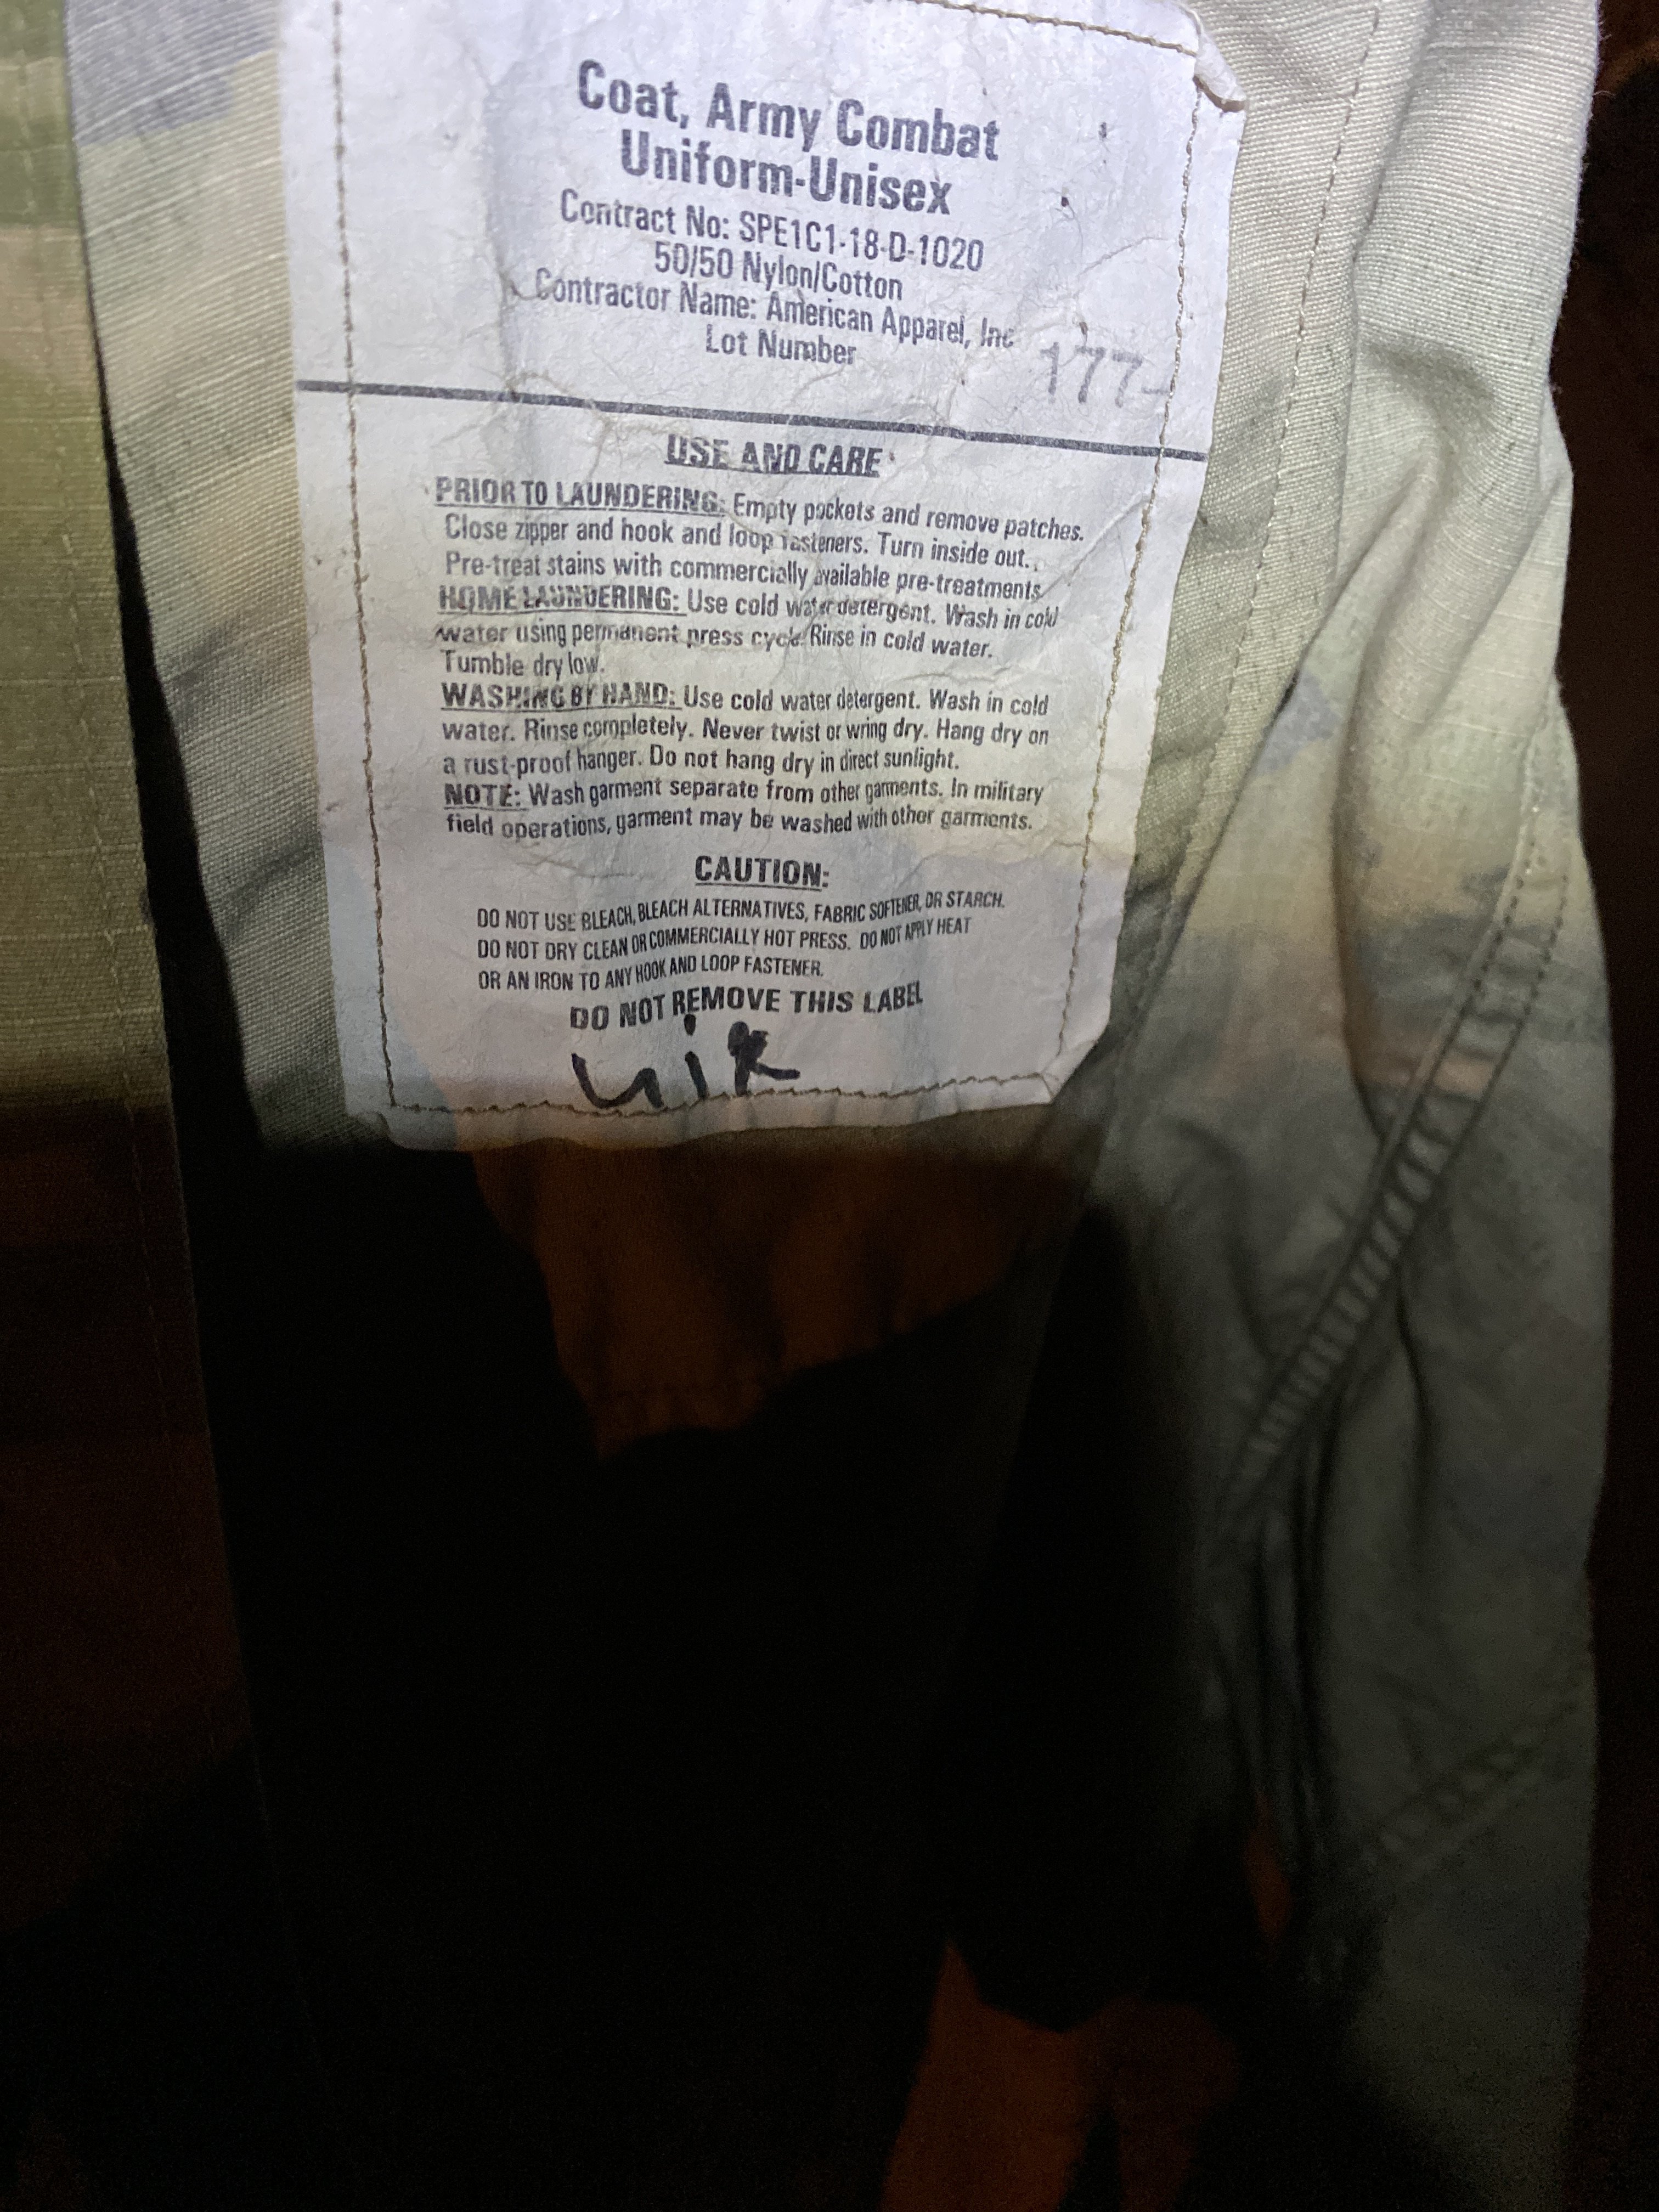 Coat, Army Combat
Uniform-Unisex
Contract No: SPE1C1-18-D-1020
50/50 Nylon/Cotton
Contractor Name: American Apparel, Inc
Lot Number 177-
USE AND CARE
PRIOR TO LAUNDERING: Empty pockets and remove patches.
Close zipper and hook and loop fasteners. Turn inside out.
Pre-treat stains with commercially available pre-treatments.
HOME LAUNDERING: Use cold water detergent. Wash in cold
water using permanent press cycle. Rinse in cold water.
Tumble dry low.
WASHING BY HAND: Use cold water detergent. Wash in cold
water. Rinse completely. Never twist or wring dry. Hang dry on
a rust-proof hanger. Do not hang dry in direct sunlight.
NOTE: Wash garment separate from other garments. In military
field operations, garment may be washed with other garments.
CAUTION:
DO NOT USE BLEACH, BLEACH ALTERNATIVES, FABRIC SOFTENER, OR STARCH.
DO NOT DRY CLEAN OR COMMERCIALLY HOT PRESS. DO NOT APPLY HEAT
OR AN IRON TO ANY HOOK AND LOOP FASTENER.
DO NOT REMOVE THIS LABEL